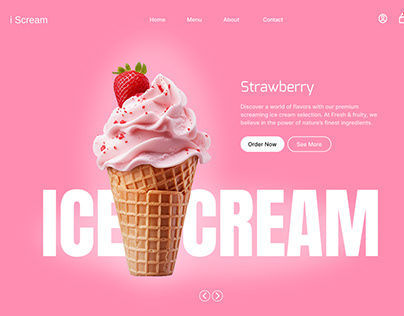 i Scream
Home Menu About Contact
Strawberry
Discover a world of flavors with our premium
screaming ice cream selection. At Fresh & fruity, we
believe in the power of nature's finest ingredients.
Order Now See More
ICE CREAM